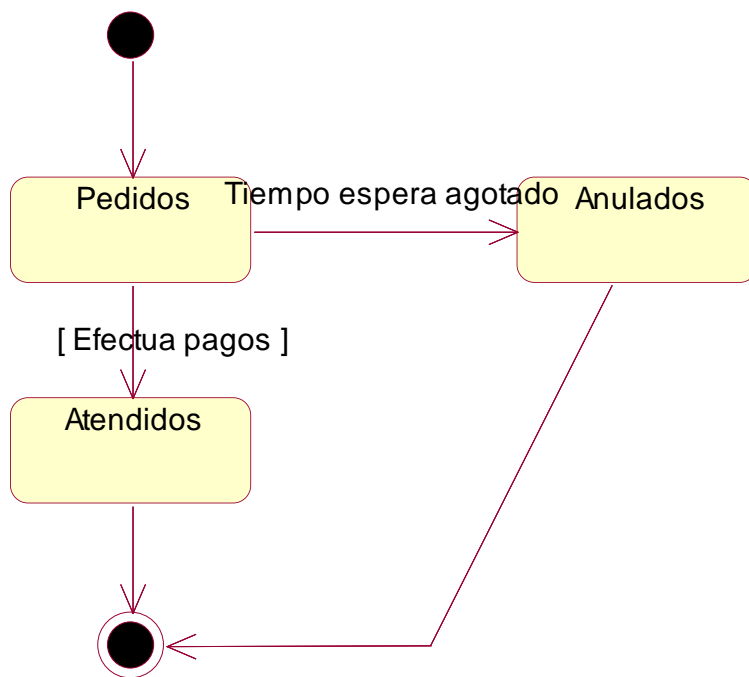 Pedidos
Tiempo espera agotado
Anulados
[ Efectua pagos ]
Atendidos